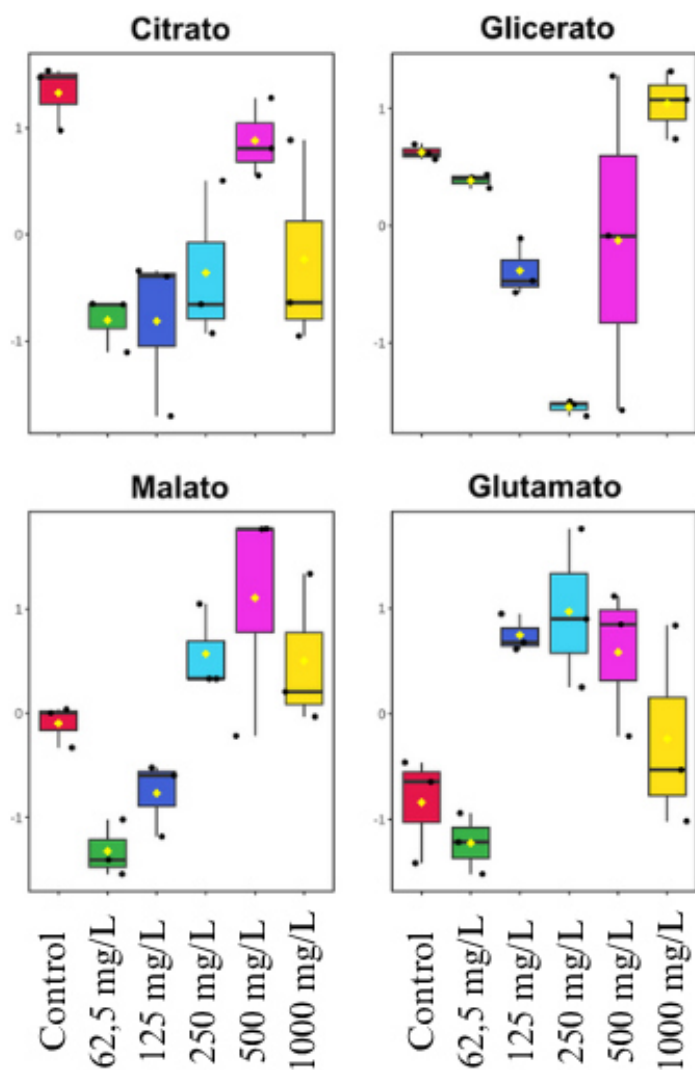 Citrato
Glicerato
1
0
-1
1
0
-1
Malato
Glutamato
1
0
-1
1
0
-1
Control
62,5 mg/L
125 mg/L
250 mg/L
500 mg/L
1000 mg/L
Control
62,5 mg/L
125 mg/L
250 mg/L
500 mg/L
1000 mg/L